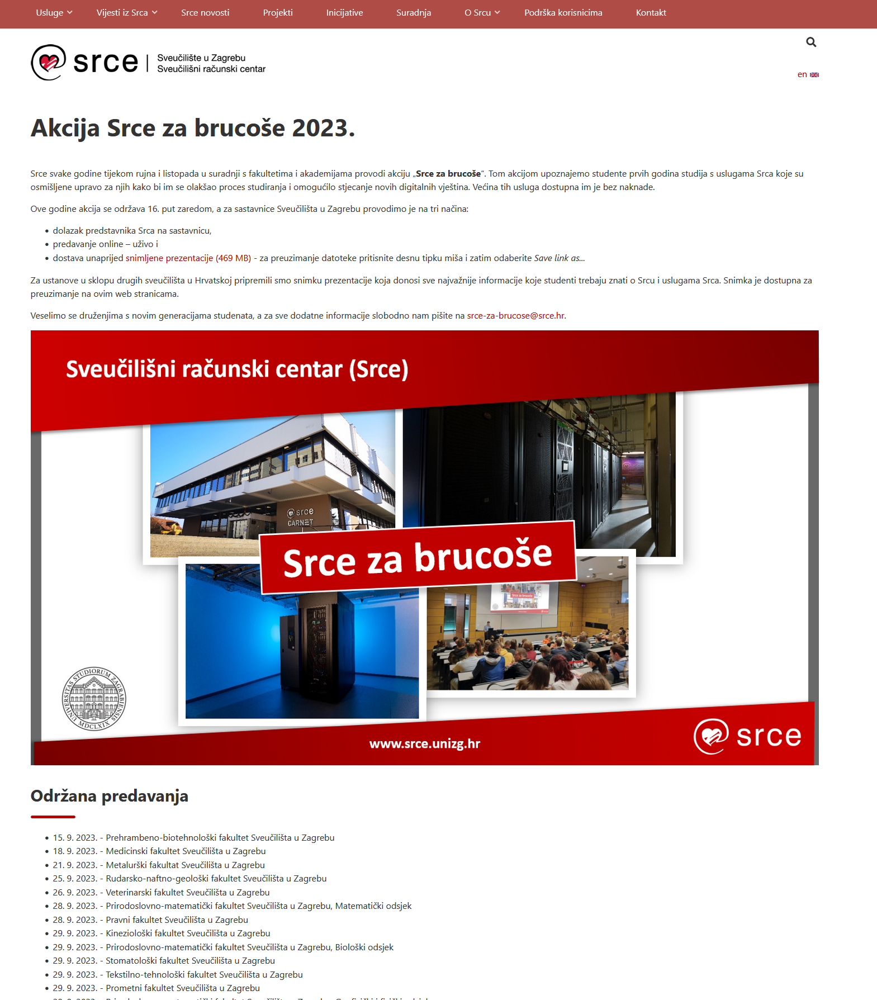 Usluge Vijesti iz Srca Srce novosti Projekti Inicijative Suradnja O Srcu Podrška korisnicima Kontakt
srce | Sveučilište u Zagrebu
Sveučilišni računski centar
en
Akcija Srce za brucoše 2023.
Srce svake godine tijekom rujna i listopada u suradnji s fakultetima i akademijama provodi akciju „Srce za brucoše“. Tom akcijom upoznajemo studente prvih godina studija s uslugama Srca koje su
osmišljene upravo za njih kako bi im se olakšao proces studiranja i omogućilo stjecanje novih digitalnih vještina. Većina tih usluga dostupna im je bez naknade.
Ove godine akcija se održava 16. put zaredom, a za sastavnice Sveučilišta u Zagrebu provodimo je na tri načina:
• dolazak predstavnika Srca na sastavnicu,
• predavanje online – uživo i
• dostava unaprijed snimljene prezentacije (469 MB) - za preuzimanje datoteke pritisnite desnu tipku miša i zatim odaberite Save link as...
Za ustanove u sklopu drugih sveučilišta u Hrvatskoj pripremili smo snimku prezentacije koja donosi sve najvažnije informacije koje studenti trebaju znati o Srcu i uslugama Srca. Snimka je dostupna za
preuzimanje na ovim web stranicama.
Veselimo se druženjima s novim generacijama studenata, a za sve dodatne informacije slobodno nam pišite na srce-za-brucose@srce.hr.
Sveučilišni računski centar (Srce)
srce
CARNET
Srce za brucoše
Srce za brucoše
UNIVERSITAS STUDIORUM ZAGRABIENSIS
MDCLXIX
www.srce.unizg.hr
srce
Održana predavanja
• 15. 9. 2023. - Prehrambeno-biotehnološki fakultet Sveučilišta u Zagrebu
• 18. 9. 2023. - Medicinski fakultet Sveučilišta u Zagrebu
• 21. 9. 2023. - Metalurški fakultat Sveučilišta u Zagrebu
• 25. 9. 2023. - Rudarsko-naftno-geološki fakultet Sveučilišta u Zagrebu
• 26. 9. 2023. - Veterinarski fakultet Sveučilišta u Zagrebu
• 28. 9. 2023. - Prirodoslovno-matematički fakultet Sveučilišta u Zagrebu, Matematički odsjek
• 28. 9. 2023. - Pravni fakultet Sveučilišta u Zagrebu
• 29. 9. 2023. - Kineziološki fakultet Sveučilišta u Zagrebu
• 29. 9. 2023. - Prirodoslovno-matematički fakultet Sveučilišta u Zagrebu, Biološki odsjek
• 29. 9. 2023. - Stomatološki fakultet Sveučilišta u Zagrebu
• 29. 9. 2023. - Tekstilno-tehnološki fakultet Sveučilišta u Zagrebu
• 29. 9. 2023. - Prometni fakultet Sveučilišta u Zagrebu